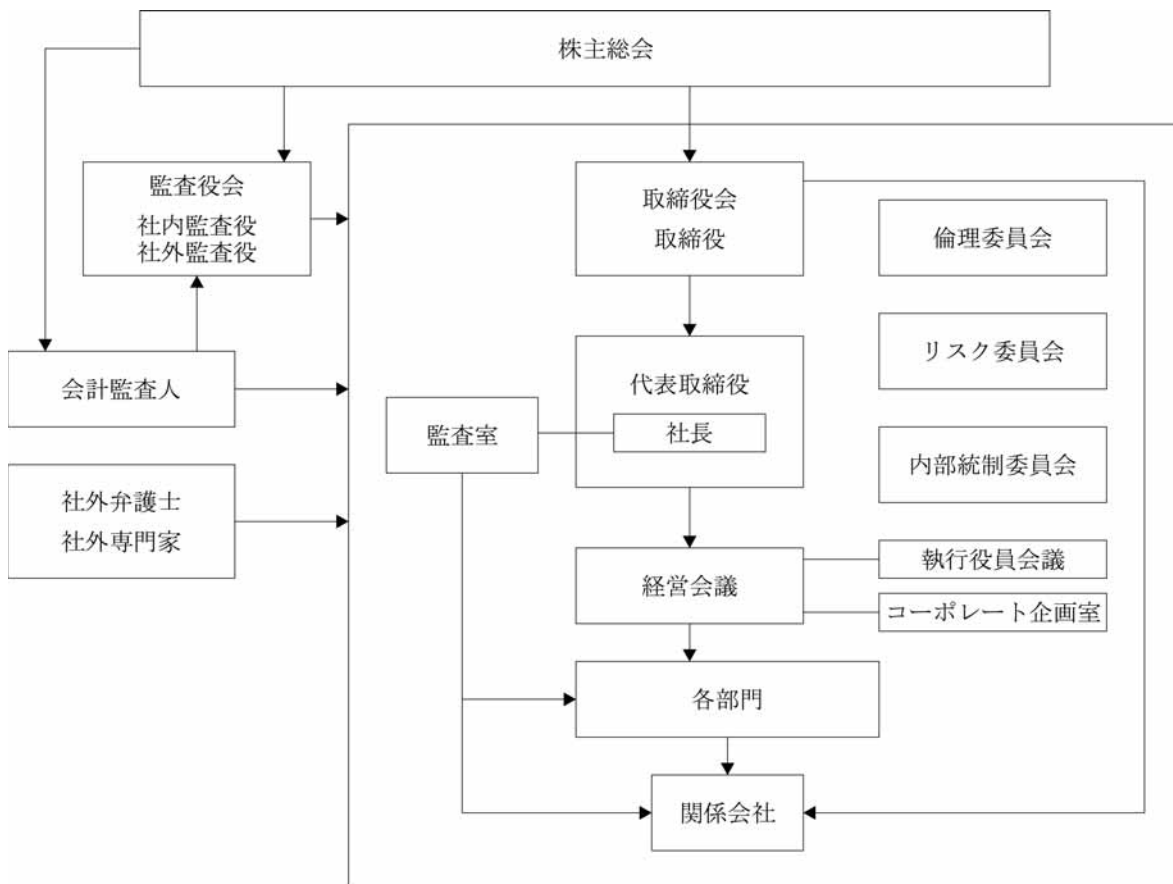 株主総会
監査役会
社内監査役
社外監査役
取締役会
取締役
倫理委員会
リスク委員会
会計監査人
代表取締役
社長
監査室
内部統制委員会
社外弁護士
社外専門家
経営会議
執行役員会議
コーポレート企画室
各部門
関係会社